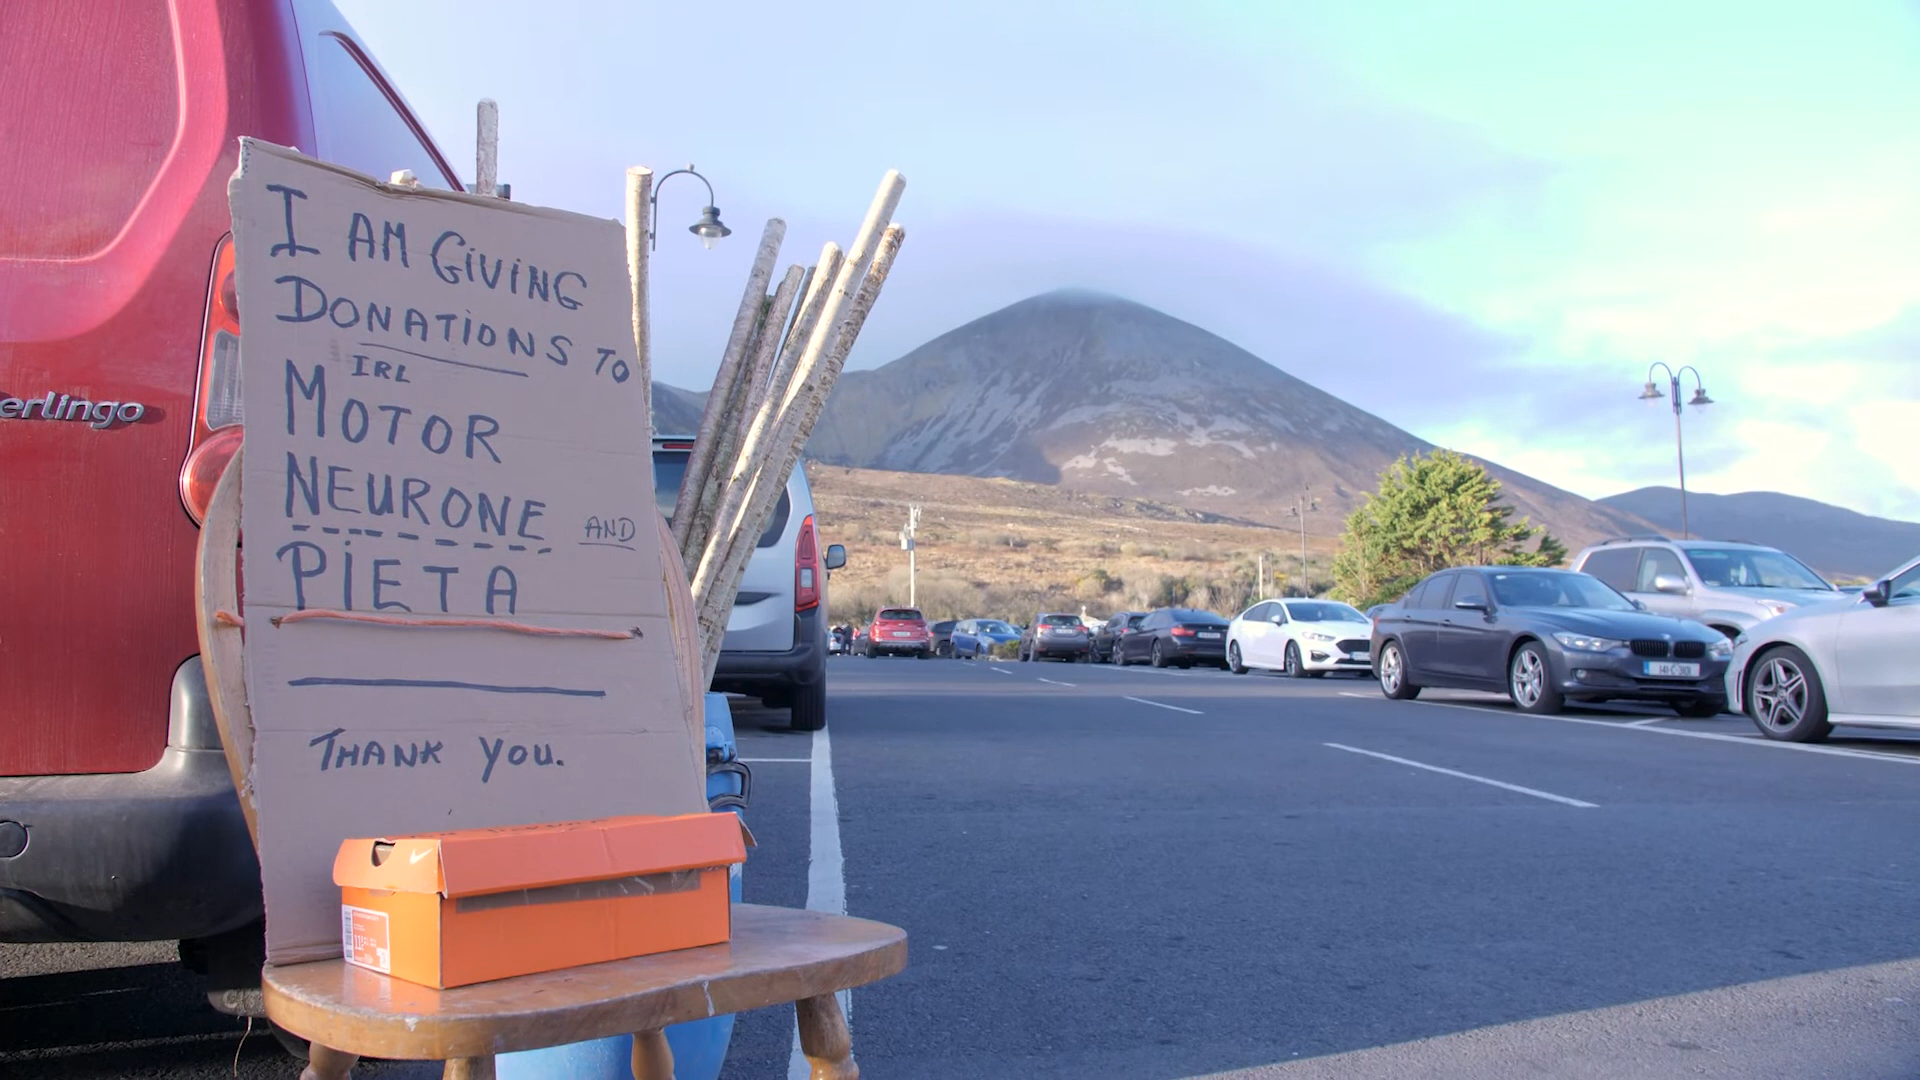 I AM GiViNG
DONATiONS TO
IRL
MOTOR
NEURONE AND
PiETA
THANK YOU.
erlingo